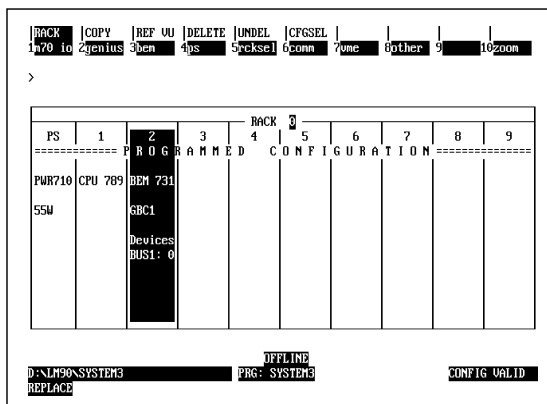 RACK |COPY |REF VU |DELETE |UNDEL |CFGSEL | | | |
1m70 io 2genius 3bem 4ps 5rcksel 6comm 7vme 8other 9 10zoom
>
RACK 0
PS 1 2 3 4 5 6 7 8 9
============= P R O G R A M M E D C O N F I G U R A T I O N =============
PWR710 CPU 789 BEM 731
55W GBC1
Devices
BUS1: 0
OFFLINE
D:\LM90\SYSTEM3 PRG: SYSTEM3 CONFIG VALID
REPLACE